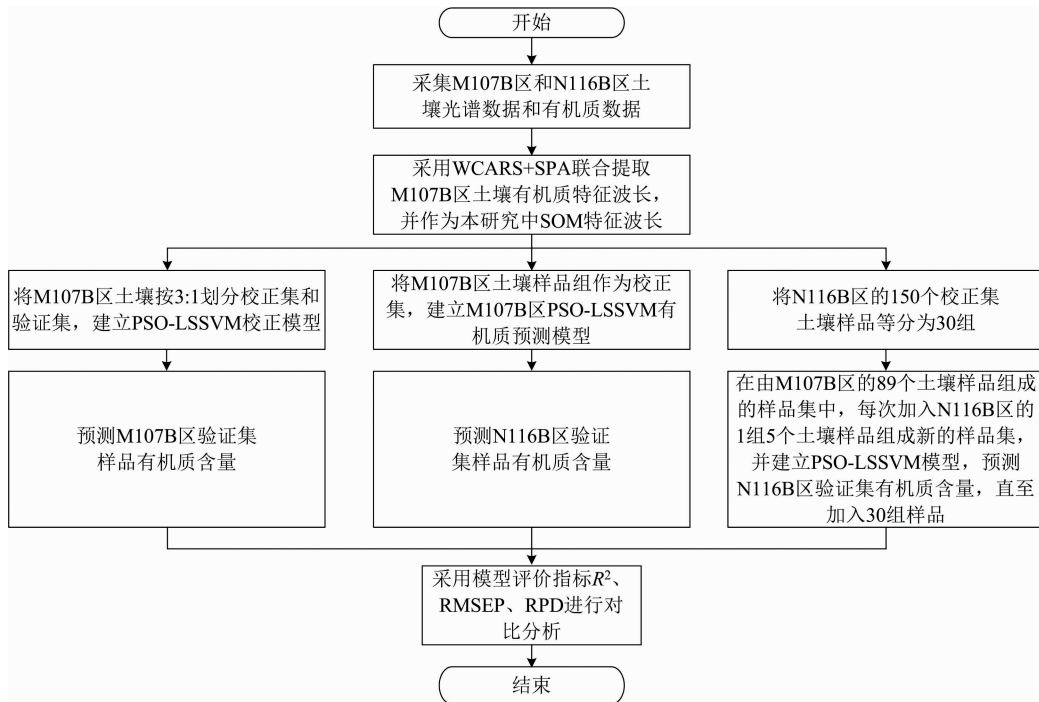 开始
采集M107B区和N116B区土
壤光谱数据和有机质数据
采用WCARS+SPA联合提取
M107B区土壤有机质特征波长，
并作为本研究中SOM特征波长
将M107B区土壤按3:1划分校正集和
验证集，建立PSO-LSSVM校正模型
将M107B区土壤样品组作为校正
集，建立M107B区PSO-LSSVM有
机质预测模型
将N116B区的150个校正集
土壤样品等分为30组
预测M107B区验证集
样品有机质含量
预测N116B区验证
集样品有机质含量
在由M107B区的89个土壤样品组成
的样品集中，每次加入N116B区的
1组5个土壤样品组成新的样品集，
并建立PSO-LSSVM模型，预测
N116B区验证集有机质含量，直至
加入30组样品
采用模型评价指标R²、
RMSEP、RPD进行对
比分析
结束